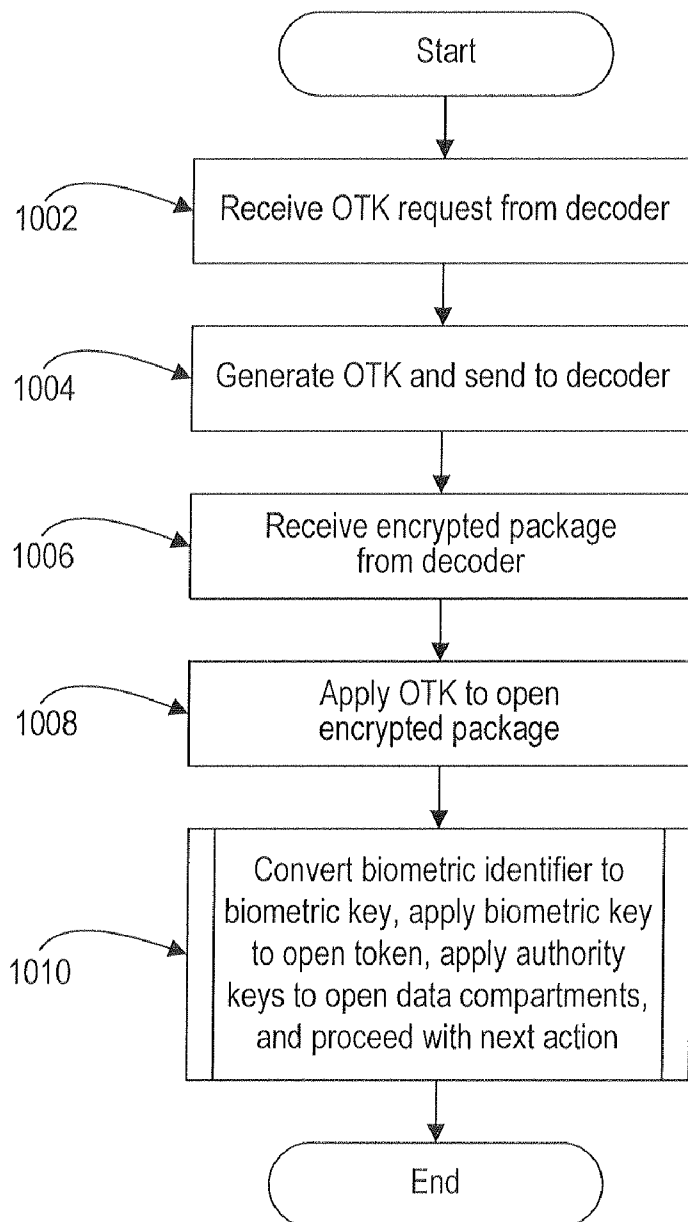 Start
1002
Receive OTK request from decoder
1004
Generate OTK and send to decoder
1006
Receive encrypted package
from decoder
1008
Apply OTK to open
encrypted package
1010
Convert biometric identifier to
biometric key, apply biometric key
to open token, apply authority
keys to open data compartments,
and proceed with next action
End